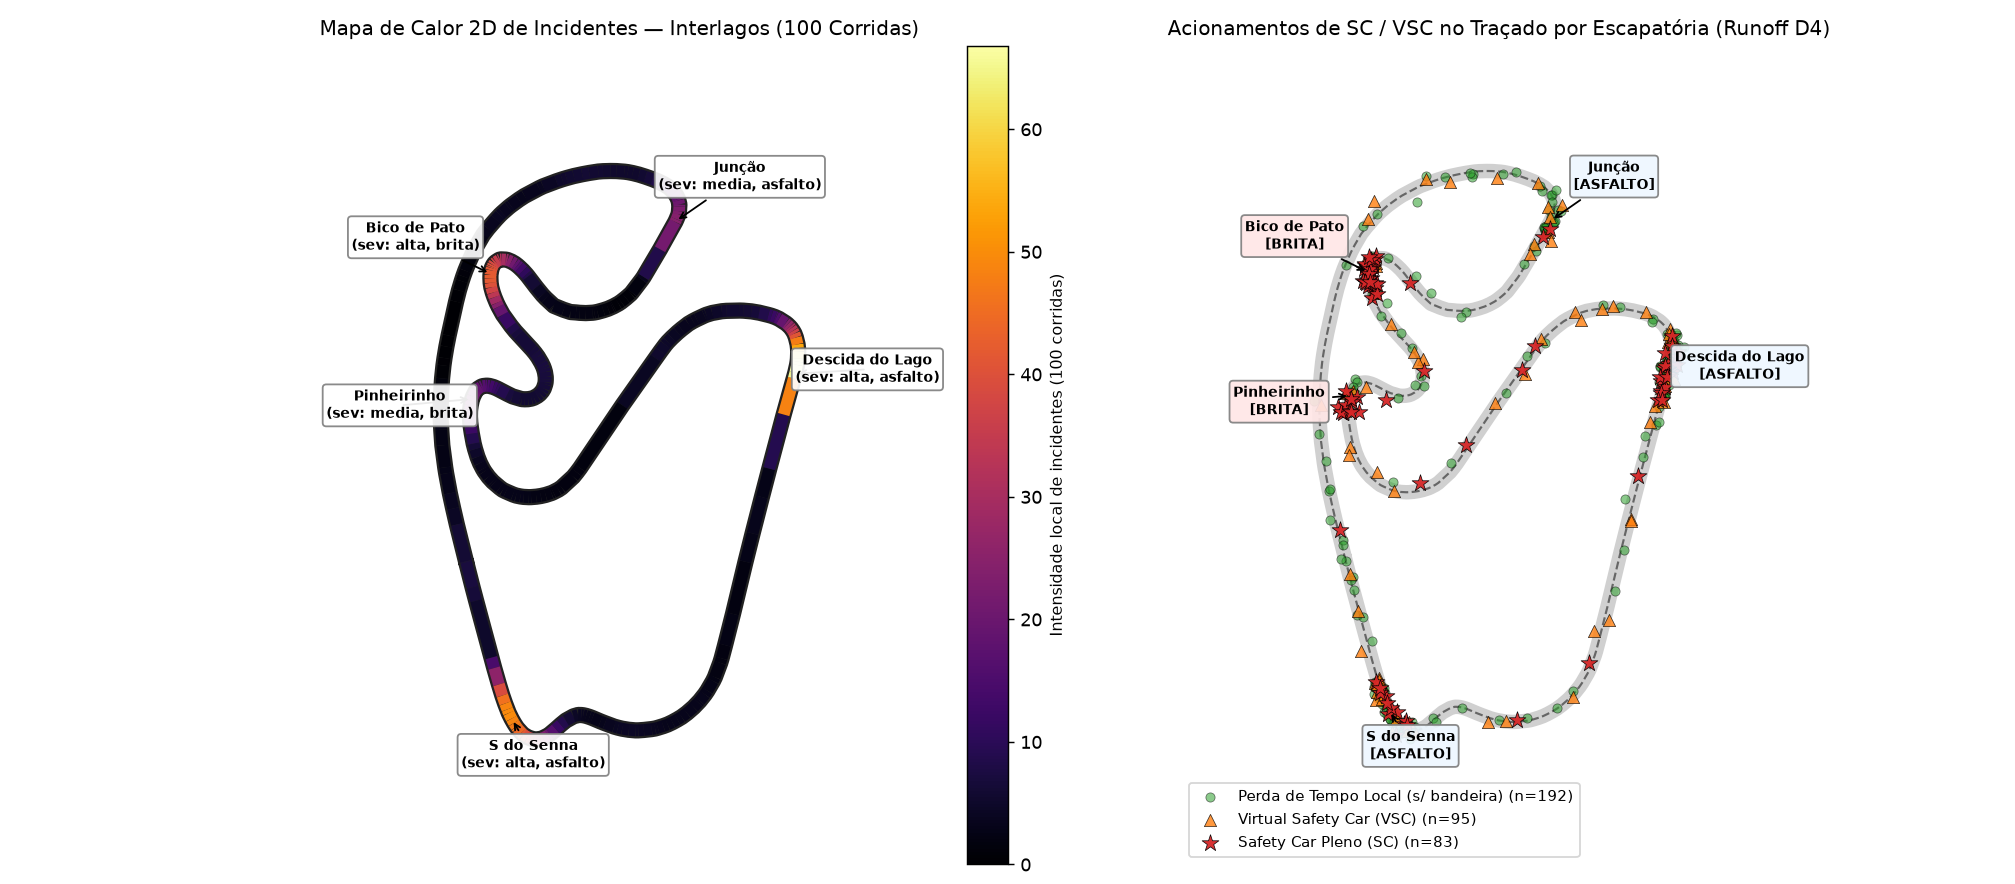 Mapa de Calor 2D de Incidentes — Interlagos (100 Corridas)
Junção
(sev: media, asfalto)
Bico de Pato
(sev: alta, brita)
Descida do Lago
(sev: alta, asfalto)
Pinheirinho
(sev: media, brita)
S do Senna
(sev: alta, asfalto)
60
50
40
30
20
10
0
Intensidade local de incidentes (100 corridas)
Acionamentos de SC / VSC no Traçado por Escapatória (Runoff D4)
Junção
[ASFALTO]
Bico de Pato
[BRITA]
Descida do Lago
[ASFALTO]
Pinheirinho
[BRITA]
S do Senna
[ASFALTO]
Perda de Tempo Local (s/ bandeira) (n=192)
Virtual Safety Car (VSC) (n=95)
Safety Car Pleno (SC) (n=83)